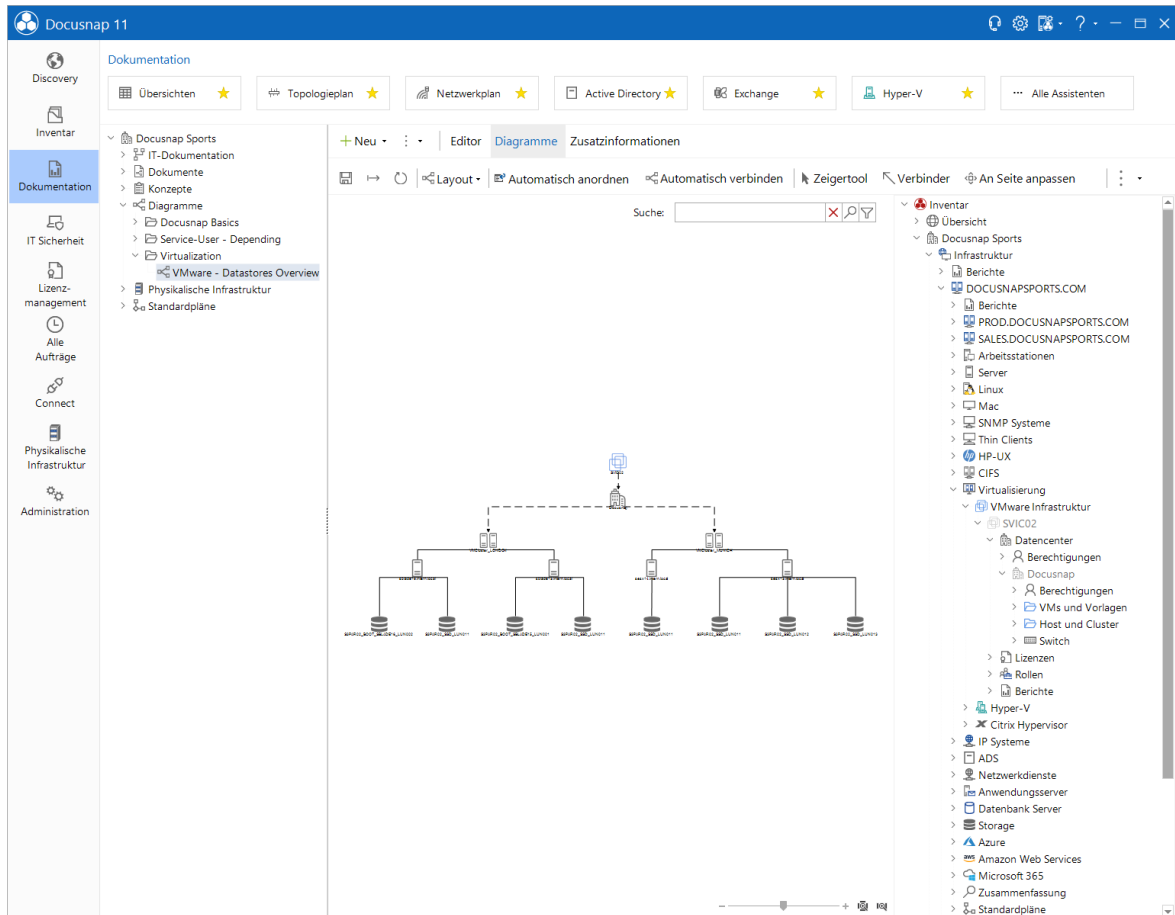 Docusnap 11
Discovery
Inventar
Dokumentation
IT Sicherheit
Lizenz-
management
Alle
Aufträge
Connect
Physikalische
Infrastruktur
Administration
Dokumentation
Übersichten
Topologieplan
Netzwerkplan
Active Directory
Exchange
Hyper-V
Alle Assistenten
Docusnap Sports
IT-Dokumentation
Dokumente
Konzepte
Diagramme
Docusnap Basics
Service-User - Depending
Virtualization
VMware - Datastores Overview
Physikalische Infrastruktur
Standardpläne
Neu
Editor
Diagramme
Zusatzinformationen
Layout
Automatisch anordnen
Automatisch verbinden
Zeigertool
Verbinder
An Seite anpassen
Suche:
Inventar
Übersicht
Docusnap Sports
Infrastruktur
Berichte
DOCUSNAPSPORTS.COM
Berichte
PROD.DOCUSNAPSPORTS.COM
SALES.DOCUSNAPSPORTS.COM
Arbeitsstationen
Server
Linux
Mac
SNMP Systeme
Thin Clients
HP-UX
CIFS
Virtualisierung
VMware Infrastruktur
SVIC02
Datencenter
Berechtigungen
Docusnap
Berechtigungen
VMs und Vorlagen
Host und Cluster
Switch
Lizenzen
Rollen
Berichte
Hyper-V
Citrix Hypervisor
IP Systeme
ADS
Netzwerkdienste
Anwendungsserver
Datenbank Server
Storage
Azure
aws Amazon Web Services
Microsoft 365
Zusammenfassung
Standardpläne